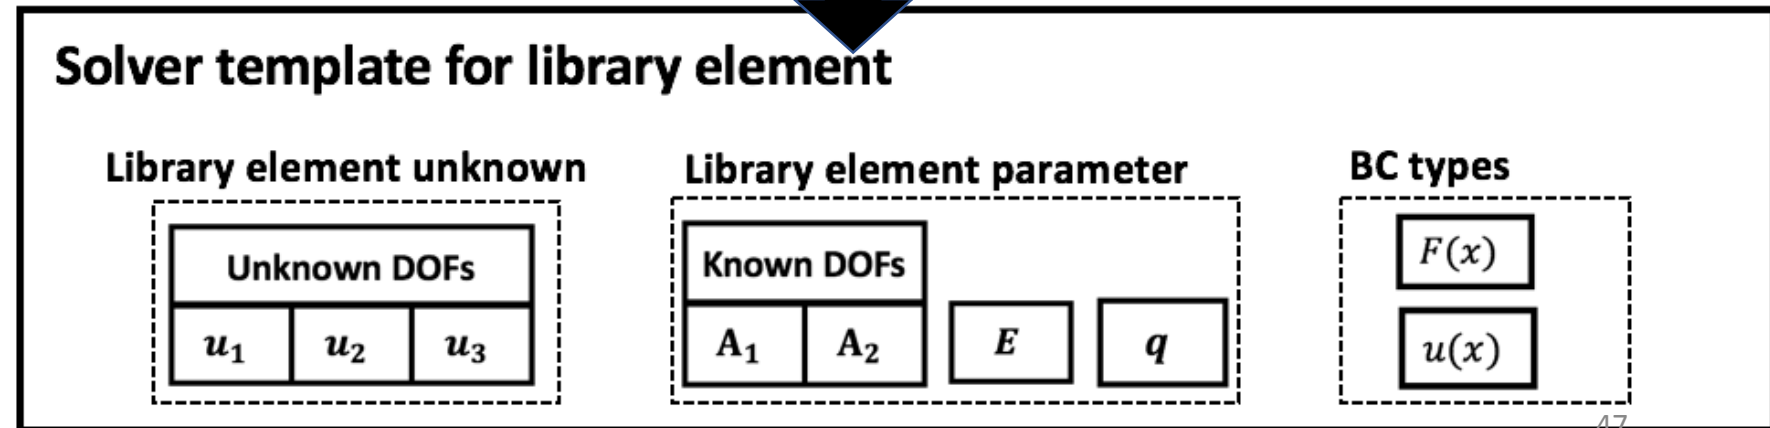 Solver template for library element
Library element unknown
Unknown DOFs
u₁ u₂ u₃
Library element parameter
Known DOFs
A₁ A₂ E q
BC types
F(x)
u(x)
47